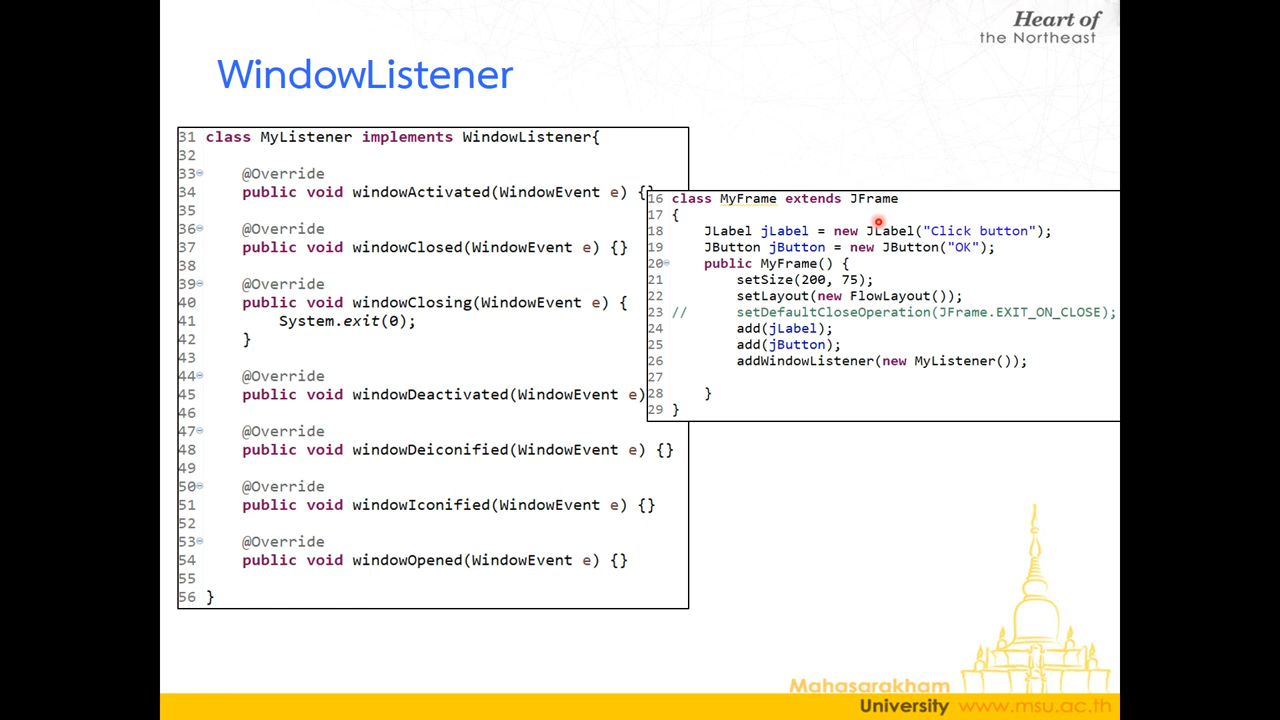 Heart of
the Northeast
WindowListener
31 class MyListener implements WindowListener{
32
33 @Override
34 public void windowActivated(WindowEvent e) {}
35
36 @Override
37 public void windowClosed(WindowEvent e) {}
38
39 @Override
40 public void windowClosing(WindowEvent e) {
41 System.exit(0);
42 }
43
44 @Override
45 public void windowDeactivated(WindowEvent e)
46
47 @Override
48 public void windowDeiconified(WindowEvent e) {}
49
50 @Override
51 public void windowIconified(WindowEvent e) {}
52
53 @Override
54 public void windowOpened(WindowEvent e) {}
55
56 }
16 class MyFrame extends JFrame
17 {
18 JLabel jLabel = new JLabel("Click button");
19 JButton jButton = new JButton("OK");
20 public MyFrame() {
21 setSize(200, 75);
22 setLayout(new FlowLayout());
23 // setDefaultCloseOperation(JFrame.EXIT_ON_CLOSE);
24 add(jLabel);
25 add(jButton);
26 addWindowListener(new MyListener());
27
28 }
29 }
Mahasarakham
University www.msu.ac.th